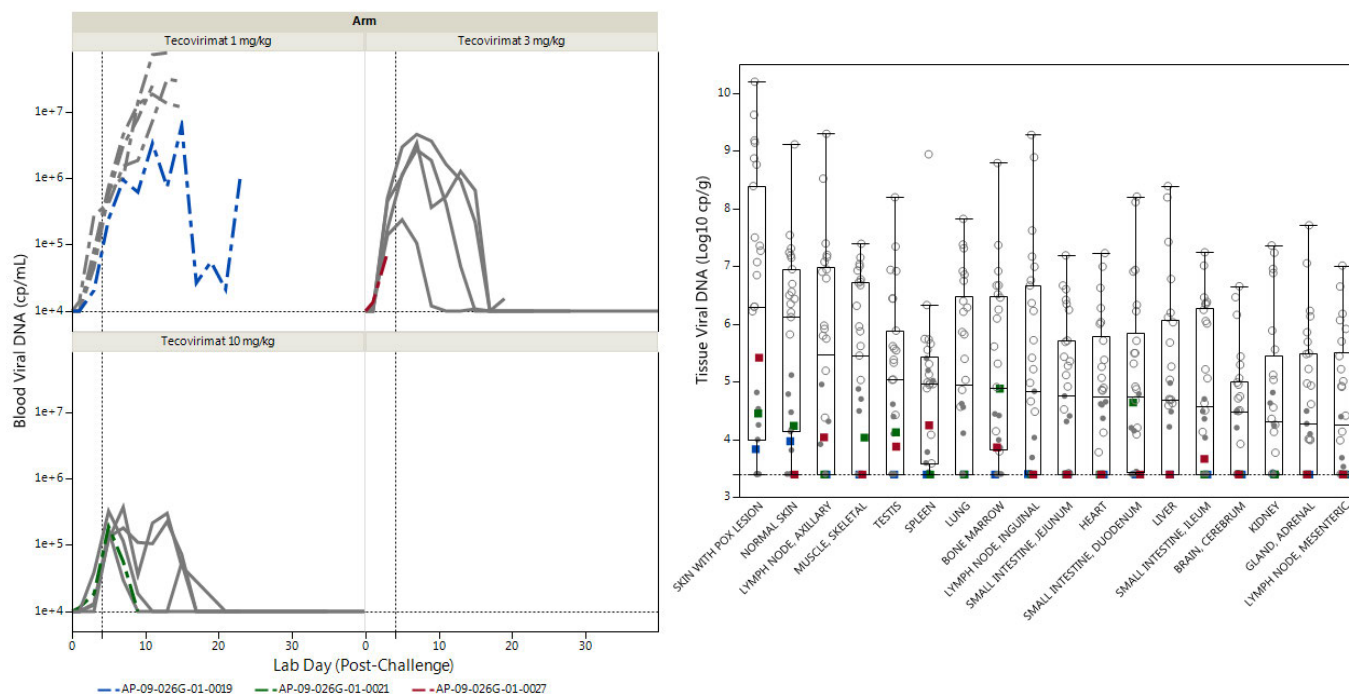 Arm
Tecovirimat 1 mg/kg
Tecovirimat 3 mg/kg
1e+7
1e+6
1e+5
1e+4
Tecovirimat 10 mg/kg
1e+7
1e+6
1e+5
1e+4
Blood Viral DNA (cp/mL)
0 10 20 30 0 10 20 30
Lab Day (Post-Challenge)
AP-09-026G-01-0019 AP-09-026G-01-0021 AP-09-026G-01-0027
Tissue Viral DNA (Log10 cp/g)
10
9
8
7
6
5
4
3
SKIN WITH POX LESION
NORMAL SKIN
LYMPH NODE, AXILLARY
MUSCLE, SKELETAL
TESTIS
SPLEEN
LUNG
BONE MARROW
LYMPH NODE, INGUINAL
SMALL INTESTINE, JEJUNUM
HEART
SMALL INTESTINE, DUODENUM
LIVER
SMALL INTESTINE, ILEUM
BRAIN, CEREBRUM
KIDNEY
GLAND, ADRENAL
LYMPH NODE, MESENTERIC